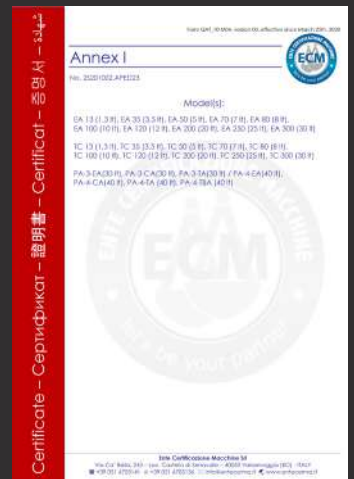 Certificate – Сертификат – 證明書 – Certificat – 증명서 – شهادة
Annex I
ECM
Model(s):
EA 13 (1,3 lt), EA 35 (3,5 lt), EA 50 (5 lt), EA 70 (7 lt), EA 80 (8 lt),
EA 100 (10 lt), EA 120 (12 lt), EA 200 (20 lt), EA 250 (25 lt), EA 300 (30 lt)
TC 13 (1,3 lt), TC 35 (3,5 lt), TC 50 (5 lt), TC 70 (7 lt), TC 80 (8 lt),
TC 100 (10 lt), TC 120 (12 lt), TC 200 (20 lt), TC 250 (25 lt), TC 300 (30 lt)
PA-3-EA(30 lt), PA-3-CA(30 lt), PA-3-TA(30 lt) / PA-4-EA(40 lt),
PA-4-CA(40 lt), PA-4-TA (40 lt), PA-4-TBA (40 lt)
ECM
let's be your partner
Ente Certificazione Macchine Srl